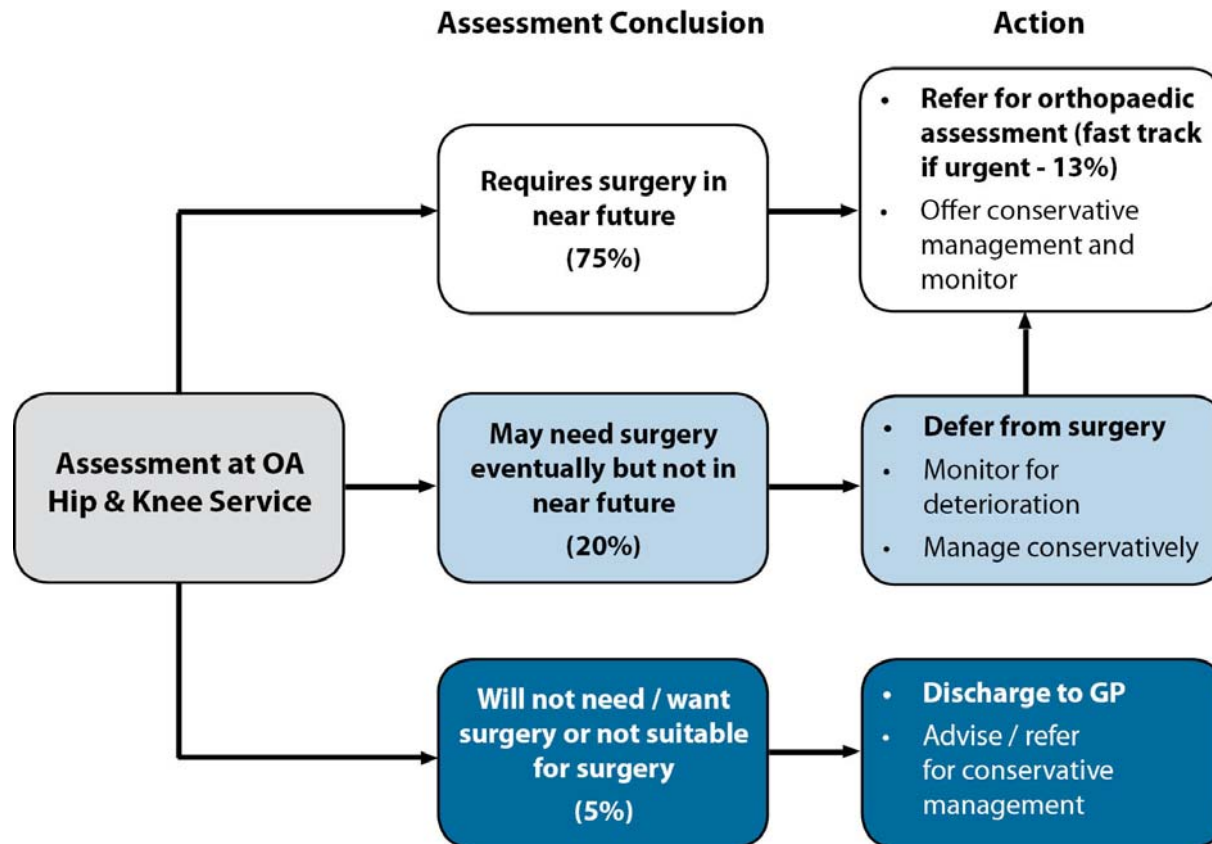 Assessment Conclusion
Action
Requires surgery in
near future
(75%)
• Refer for orthopaedic
assessment (fast track
if urgent - 13%)
• Offer conservative
management and
monitor
Assessment at OA
Hip & Knee Service
May need surgery
eventually but not in
near future
(20%)
• Defer from surgery
• Monitor for
deterioration
• Manage conservatively
Will not need / want
surgery or not suitable
for surgery
(5%)
• Discharge to GP
• Advise / refer
for conservative
management